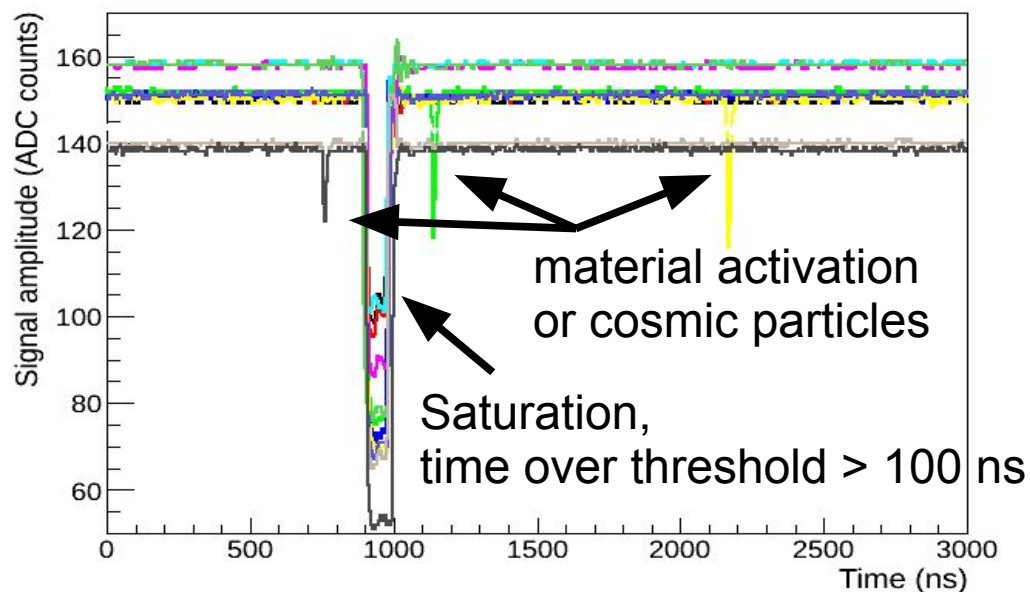 Signal amplitude (ADC counts)
160
140
120
100
80
60
material activation
or cosmic particles
Saturation,
time over threshold > 100 ns
0 500 1000 1500 2000 2500 3000
Time (ns)